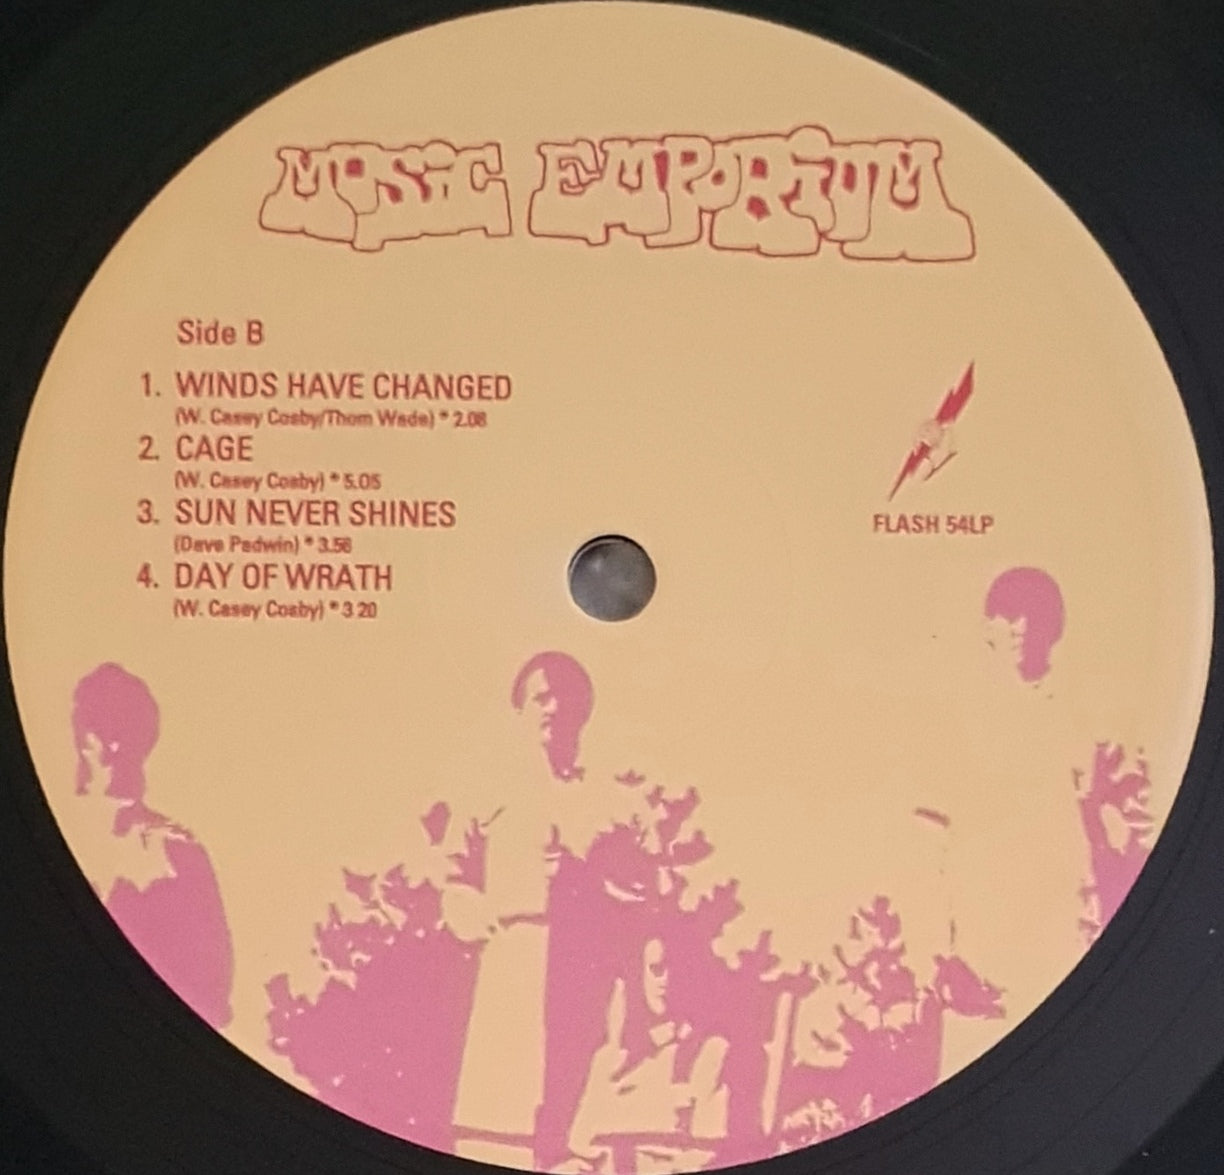 MUSIC EMPORIUM
Side B
1. WINDS HAVE CHANGED
(W. Casey Cosby/Thom Wade) * 2.08
2. CAGE
(W. Casey Cosby) * 5.05
3. SUN NEVER SHINES
(Dave Padwin) * 3.56
4. DAY OF WRATH
(W. Casey Cosby) * 3 20
FLASH 54LP